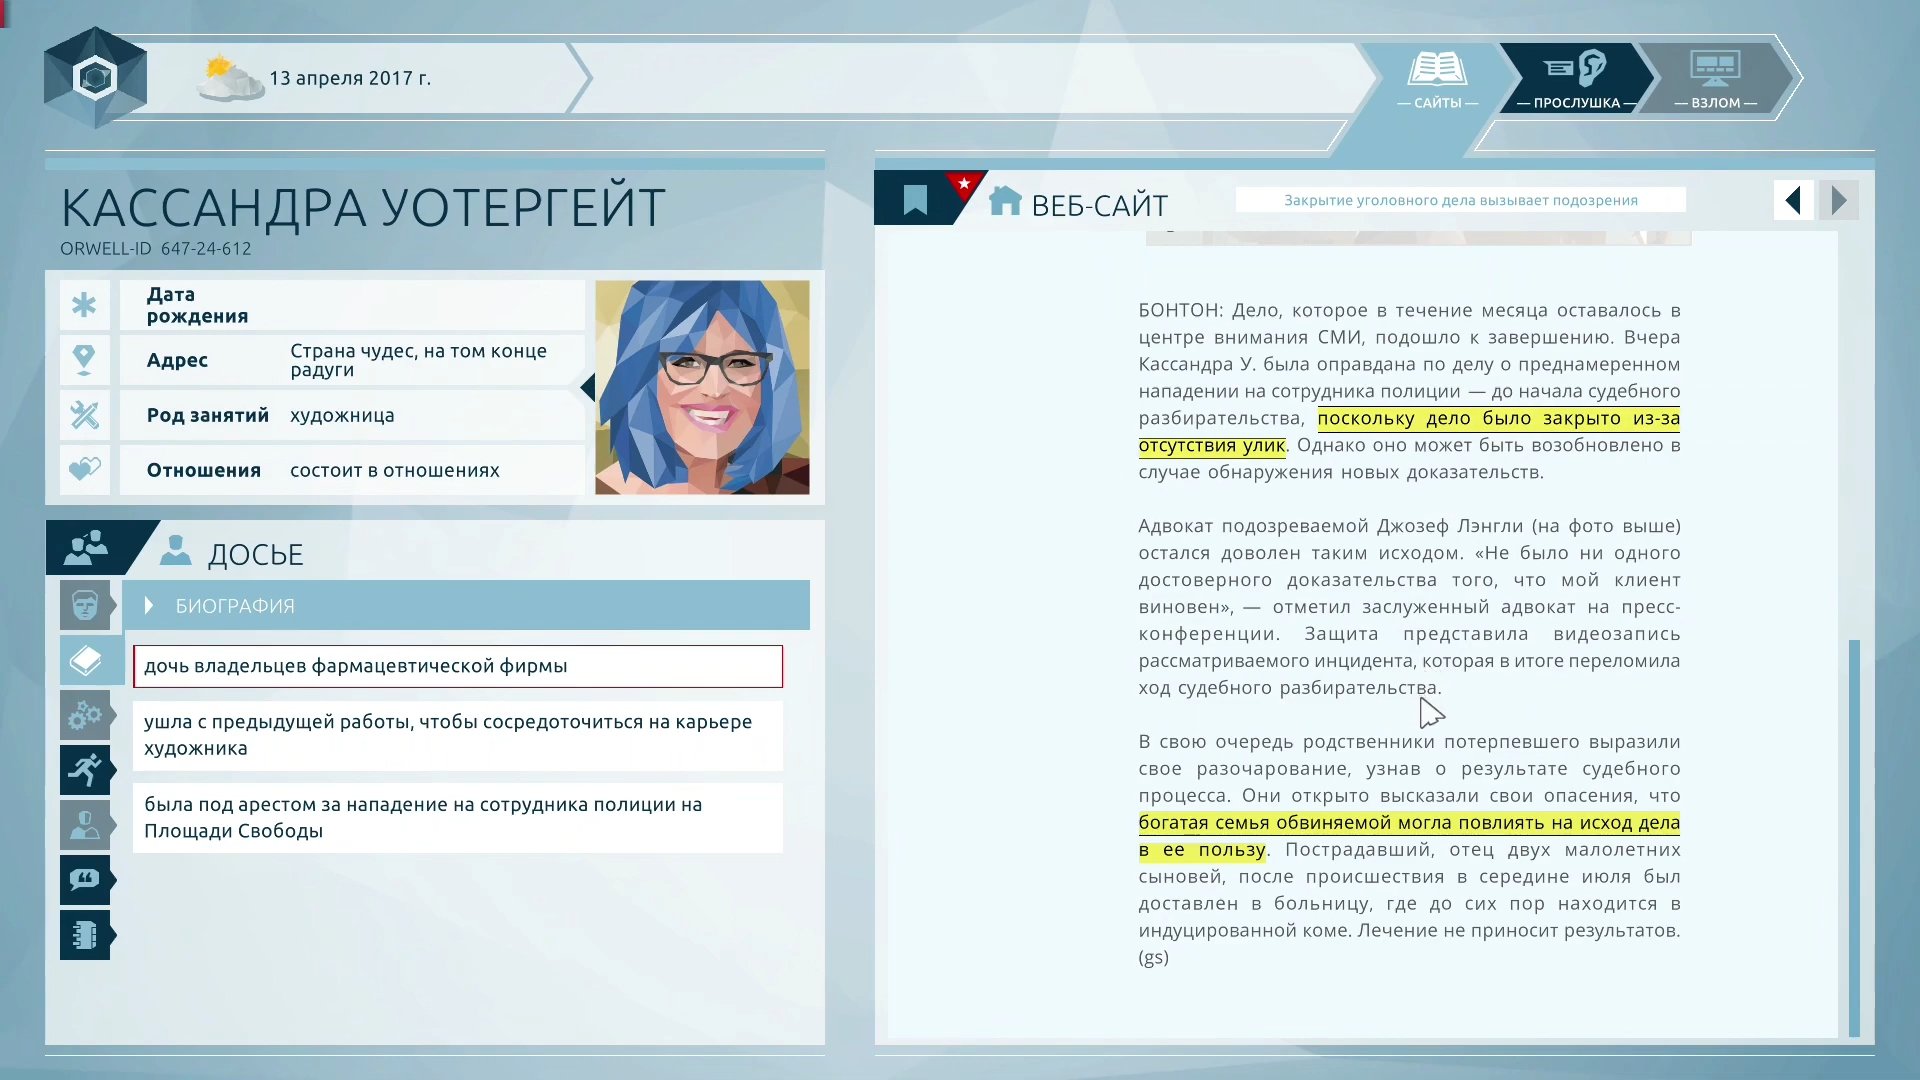 13 апреля 2017 г.
— САЙТЫ —
— ПРОСЛУШКА —
— ВЗЛОМ —
КАССАНДРА УОТЕРГЕЙТ
ORWELL-ID 647-24-612
Дата
рождения
Адрес
Страна чудес, на том конце
радуги
Род занятий
художница
Отношения
состоит в отношениях
ДОСЬЕ
БИОГРАФИЯ
дочь владельцев фармацевтической фирмы
ушла с предыдущей работы, чтобы сосредоточиться на карьере
художника
была под арестом за нападение на сотрудника полиции на
Площади Свободы
ВЕБ-САЙТ
Закрытие уголовного дела вызывает подозрения
БОНТОН: Дело, которое в течение месяца оставалось в
центре внимания СМИ, подошло к завершению. Вчера
Кассандра У. была оправдана по делу о преднамеренном
нападении на сотрудника полиции — до начала судебного
разбирательства, поскольку дело было закрыто из-за
отсутствия улик. Однако оно может быть возобновлено в
случае обнаружения новых доказательств.
Адвокат подозреваемой Джозеф Лэнгли (на фото выше)
остался доволен таким исходом. «Не было ни одного
достоверного доказательства того, что мой клиент
виновен», — отметил заслуженный адвокат на пресс-
конференции. Защита представила видеозапись
рассматриваемого инцидента, которая в итоге переломила
ход судебного разбирательства.
В свою очередь родственники потерпевшего выразили
свое разочарование, узнав о результате судебного
процесса. Они открыто высказали свои опасения, что
богатая семья обвиняемой могла повлиять на исход дела
в ее пользу. Пострадавший, отец двух малолетних
сыновей, после происшествия в середине июля был
доставлен в больницу, где до сих пор находится в
индуцированной коме. Лечение не приносит результатов.
(gs)